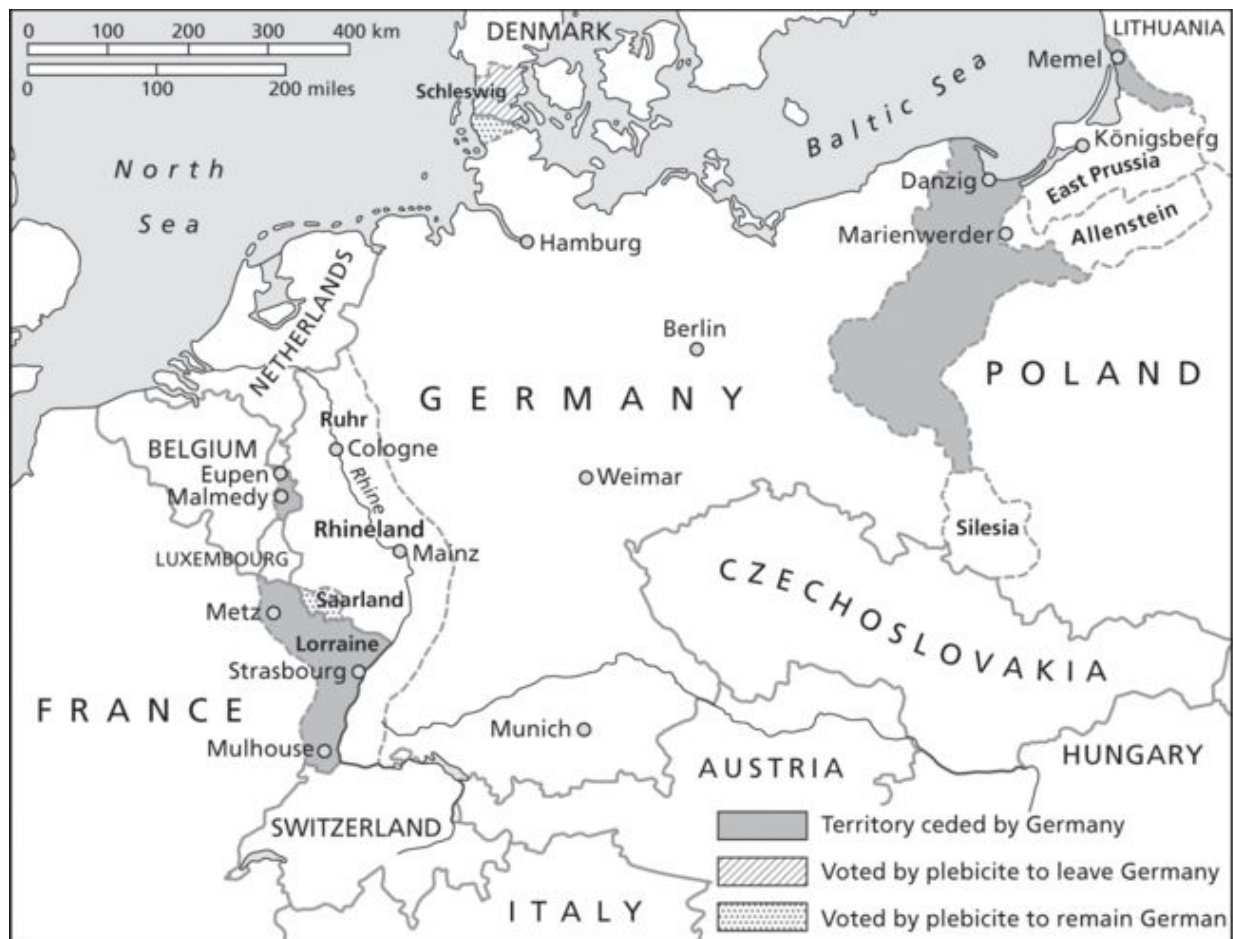 0 100 200 300 400 km
0 100 200 miles
DENMARK
LITHUANIA
Memel
Schleswig
Baltic Sea
North
Sea
Königsberg
East Prussia
Danzig
Allenstein
Marienwerder
Hamburg
NETHERLANDS
Berlin
GERMANY
POLAND
Ruhr
Cologne
BELGIUM
Eupen
Malmedy
Rhine
Weimar
Rhineland
Silesia
LUXEMBOURG
Mainz
CZECHOSLOVAKIA
Saarland
Metz
Lorraine
Strasbourg
FRANCE
Munich
Mulhouse
AUSTRIA
HUNGARY
SWITZERLAND
ITALY
Territory ceded by Germany
Voted by plebicite to leave Germany
Voted by plebicite to remain German